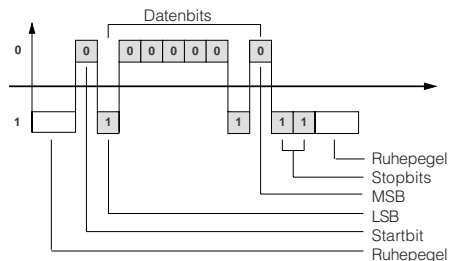 Datenbits
0 0 0 0 0 0 0 0
1 1 1 1 1
Ruhepegel
Stopbits
MSB
LSB
Startbit
Ruhepegel